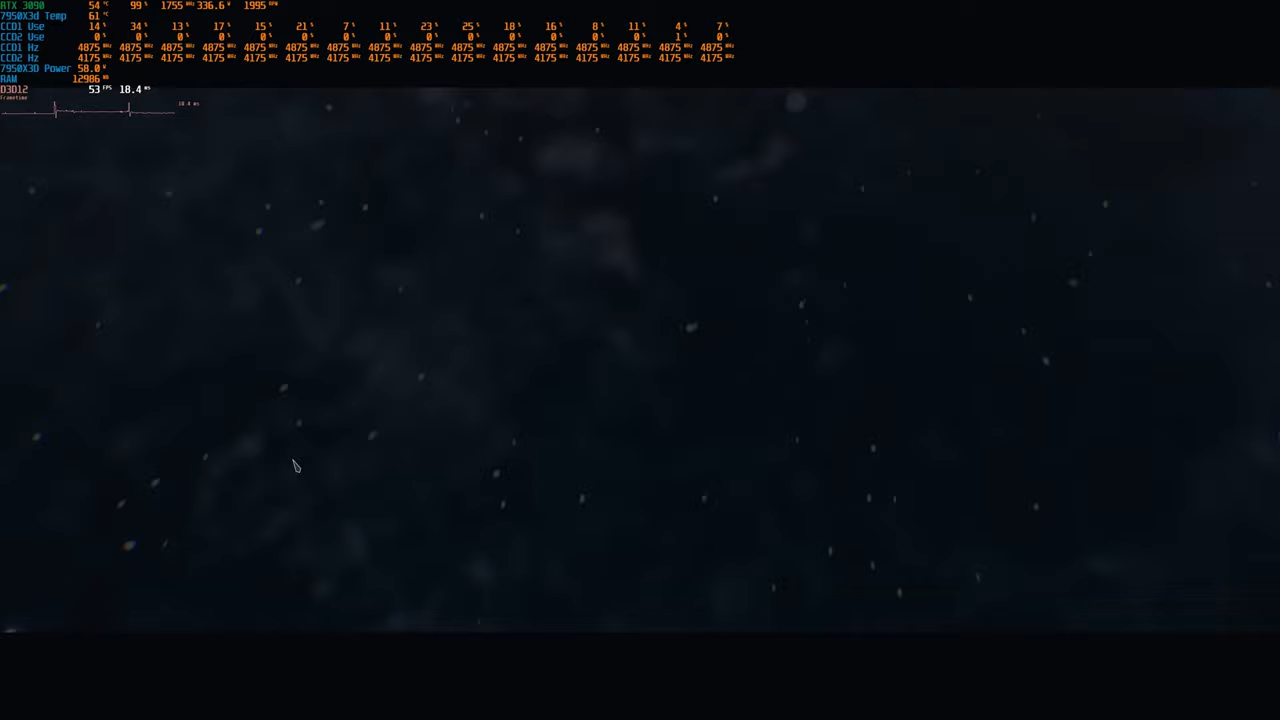 RTX 3090 54 °C 99 % 1755 MHz 336.6 W 1995 RPM
7950X3d Temp 61 °C
CCD1 Use 14 % 34 % 13 % 17 % 15 % 21 % 7 % 11 % 23 % 25 % 18 % 16 % 8 % 11 % 4 % 7 %
CCD2 Use 0 % 0 % 0 % 0 % 0 % 0 % 0 % 0 % 0 % 0 % 0 % 0 % 0 % 0 % 1 % 0 %
CCD1 Hz 4875 MHz 4875 MHz 4875 MHz 4875 MHz 4875 MHz 4875 MHz 4875 MHz 4875 MHz 4875 MHz 4875 MHz 4875 MHz 4875 MHz 4875 MHz 4875 MHz 4875 MHz 4875 MHz
CCD2 Hz 4175 MHz 4175 MHz 4175 MHz 4175 MHz 4175 MHz 4175 MHz 4175 MHz 4175 MHz 4175 MHz 4175 MHz 4175 MHz 4175 MHz 4175 MHz 4175 MHz 4175 MHz 4175 MHz
7950X3D Power 58.0 W
RAM 12986 MB
D3D12 53 FPS 18.4 ms
Frametime
18.4 ms